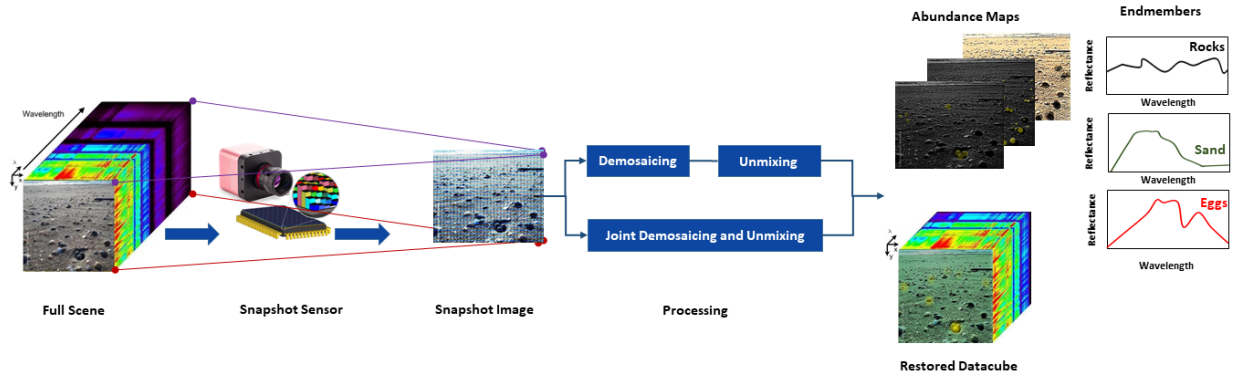 Abundance Maps
Endmembers
Rocks
Reflectance
Wavelength
Sand
Reflectance
Wavelength
Eggs
Reflectance
Wavelength
Wavelength
λ
x
y
Demosaicing
Unmixing
Joint Demosaicing and Unmixing
λ
x
y
Full Scene
Snapshot Sensor
Snapshot Image
Processing
Restored Datacube